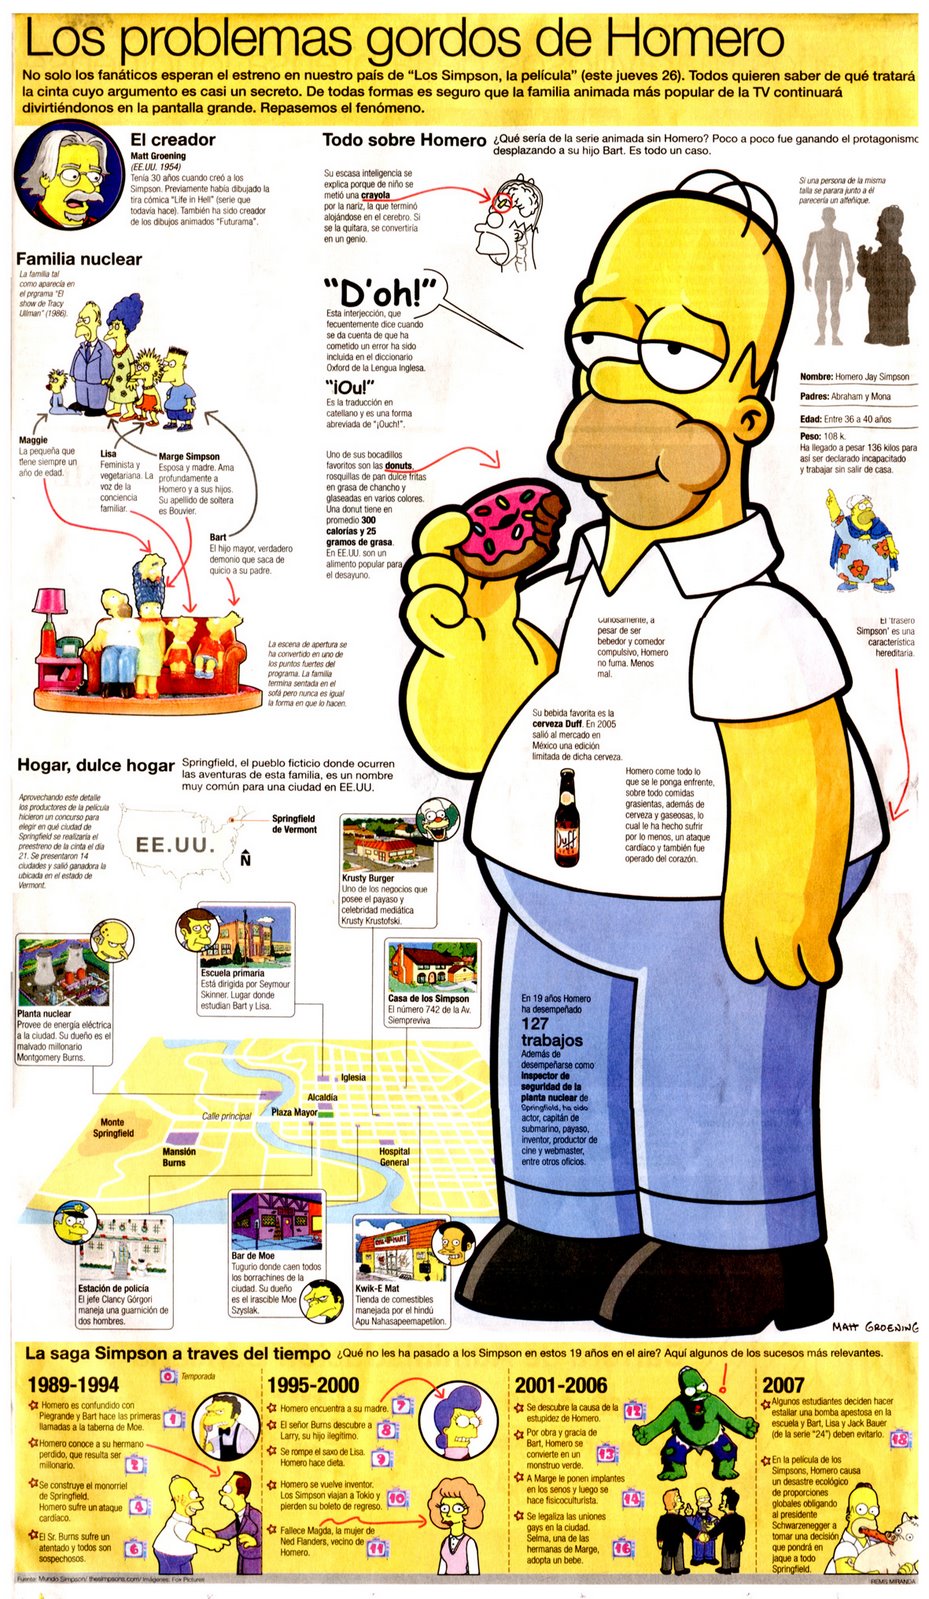 Los problemas gordos de Homero
No solo los fanáticos esperan el estreno en nuestro país de “Los Simpson, la película” (este jueves 26). Todos quieren saber de qué tratará
la cinta cuyo argumento es casi un secreto. De todas formas es seguro que la familia animada más popular de la TV continuará
divirtiéndonos en la pantalla grande. Repasemos el fenómeno.
El creador
Matt Groening
(EE.UU. 1954)
Tenía 30 años cuando creó a los
Simpson. Previamente había dibujado la
tira cómica “Life in Hell” (serie que
todavía hace). También ha sido creador
de los dibujos animados “Futurama”.
Familia nuclear
La familia tal
como aparecía en
el prgrama “El
show de Tracy
Ullman” (1986).
Maggie
La pequeña que
tiene siempre un
año de edad.
Lisa
Feminista y
vegetariana. La
voz de la
conciencia
familiar.
Marge Simpson
Esposa y madre. Ama
profundamente a
Homero y a sus hijos.
Su apellido de soltera
es Bouvier.
Bart
El hijo mayor, verdadero
demonio que saca de
quicio a su padre.
La escena de apertura se
ha convertido en uno de
los puntos fuertes del
programa. La familia
termina sentada en el
sofá pero nunca es igual
la forma en que lo hacen.
Todo sobre Homero
¿Qué sería de la serie animada sin Homero? Poco a poco fue ganando el protagonismo
desplazando a su hijo Bart. Es todo un caso.
Su escasa inteligencia se
explica porque de niño se
metió una crayola
por la nariz, la que terminó
alojándose en el cerebro. Si
se la quitara, se convertiría
en un genio.
“D’oh!”
Esta interjección, que
fecuentemente dice cuando
se da cuenta de que ha
cometido un error ha sido
incluida en el diccionario
Oxford de la Lengua Inglesa.
“¡Ou!”
Es la traducción en
catellano y es una forma
abreviada de “¡Ouch!”.
Uno de sus bocadillos
favoritos son las donuts,
rosquillas de pan dulce fritas
en grasa de chancho y
glaseadas en varios colores.
Una donut tiene en
promedio 300
calorías y 25
gramos de grasa.
En EE.UU. son un
alimento popular para
el desayuno.
Si una persona de la misma
talla se parara junto a él
parecería un alfeñique.
Nombre: Homero Jay Simpson
Padres: Abraham y Mona
Edad: Entre 36 a 40 años
Peso: 108 k.
Ha llegado a pesar 136 kilos para
así ser declarado incapacitado
y trabajar sin salir de casa.
El ‘trasero
Simpson’ es una
característica
hereditaria.
Curiosamente, a
pesar de ser
bebedor y comedor
compulsivo, Homero
no fuma. Menos
mal.
Su bebida favorita es la
cerveza Duff. En 2005
salió al mercado en
México una edición
limitada de dicha cerveza.
Duff
Homero come todo lo
que se le ponga enfrente,
sobre todo comidas
grasientas, además de
cerveza y gaseosas, lo
cual le ha hecho sufrir
por lo menos, un ataque
cardíaco y también fue
operado del corazón.
En 19 años Homero
ha desempeñado
127
trabajos
Además de
desempeñarse como
inspector de
seguridad de la
planta nuclear de
Springfield, ha sido
actor, capitán de
submarino, payaso,
inventor, productor de
cine y webmaster,
entre otros oficios.
Hogar, dulce hogar
Springfield, el pueblo ficticio donde ocurren
las aventuras de esta familia, es un nombre
muy común para una ciudad en EE.UU.
Aprovechando este detalle
los productores de la película
hicieron un concurso para
elegir en qué ciudad de
Springfield se realizaría el
preestreno de la cinta el día
21. Se presentaron 14
ciudades y salió ganadora la
ubicada en el estado de
Vermont.
EE.UU.
Springfield
de Vermont
N
Krusty Burger
Uno de los negocios que
posee el payaso y
celebridad mediática
Krusty Krustofski.
Planta nuclear
Provee de energía eléctrica
a la ciudad. Su dueño es el
malvado millonario
Montgomery Burns.
Escuela primaria
Está dirigida por Seymour
Skinner. Lugar donde
estudian Bart y Lisa.
Casa de los Simpson
El número 742 de la Av.
Siempreviva
Iglesia
Alcaldía
Plaza Mayor
Calle principal
Monte
Springfield
Mansión
Burns
Hospital
General
Estación de policía
El jefe Clancy Górgori
maneja una guarnición de
dos hombres.
Bar de Moe
Tugurio donde caen todos
los borrachines de la
ciudad. Su dueño
es el irascible Moe
Szyslak.
Kwik-E Mat
Tienda de comestibles
manejada por el hindú
Apu Nahasapeemapetilon.
MATT GROENING
La saga Simpson a traves del tiempo
¿Qué no les ha pasado a los Simpson en estos 19 años en el aire? Aquí algunos de los sucesos más relevantes.
Temporada
1989-1994
Homero es confundido con
Piegrande y Bart hace las primeras
llamadas a la taberna de Moe.
1
Homero conoce a su hermano
perdido, que resulta ser
millonario.
2
Se construye el monorriel
de Springfield.
Homero sufre un ataque
cardíaco.
4
El Sr. Burns sufre un
atentado y todos son
sospechosos.
6
1995-2000
Homero encuentra a su madre.
7
El señor Burns descubre a
Larry, su hijo ilegítimo.
8
Se rompe el saxo de Lisa.
Homero hace dieta.
9
Homero se vuelve inventor.
Los Simpson viajan a Tokio y
pierden su boleto de regreso.
10
Fallece Magda, la mujer de
Ned Flanders, vecino de
Homero.
11
2001-2006
Se descubre la causa de la
estupidez de Homero.
12
Por obra y gracia de
Bart, Homero se
convierte en un
monstruo verde.
13
A Marge le ponen implantes
en los senos y luego se
hace fisicoculturista.
14
Se legaliza las uniones
gays en la ciudad.
Selma, una de las
hermanas de Marge,
adopta un bebe.
16
2007
Algunos estudiantes deciden hacer
estallar una bomba apestosa en la
escuela y Bart, Lisa y Jack Bauer
(de la serie “24”) deben evitarlo.
18
En la película de los
Simpsons, Homero causa
un desastre ecológico
de proporciones
globales obligando
al presidente
Schwarzenegger a
tomar una decisión
que pondrá en
jaque a todo
Springfield.
Fuente: Mundo Simpson/ thesimpsons.com/ Imágenes: Fox Pictures
REMS MIRANDA